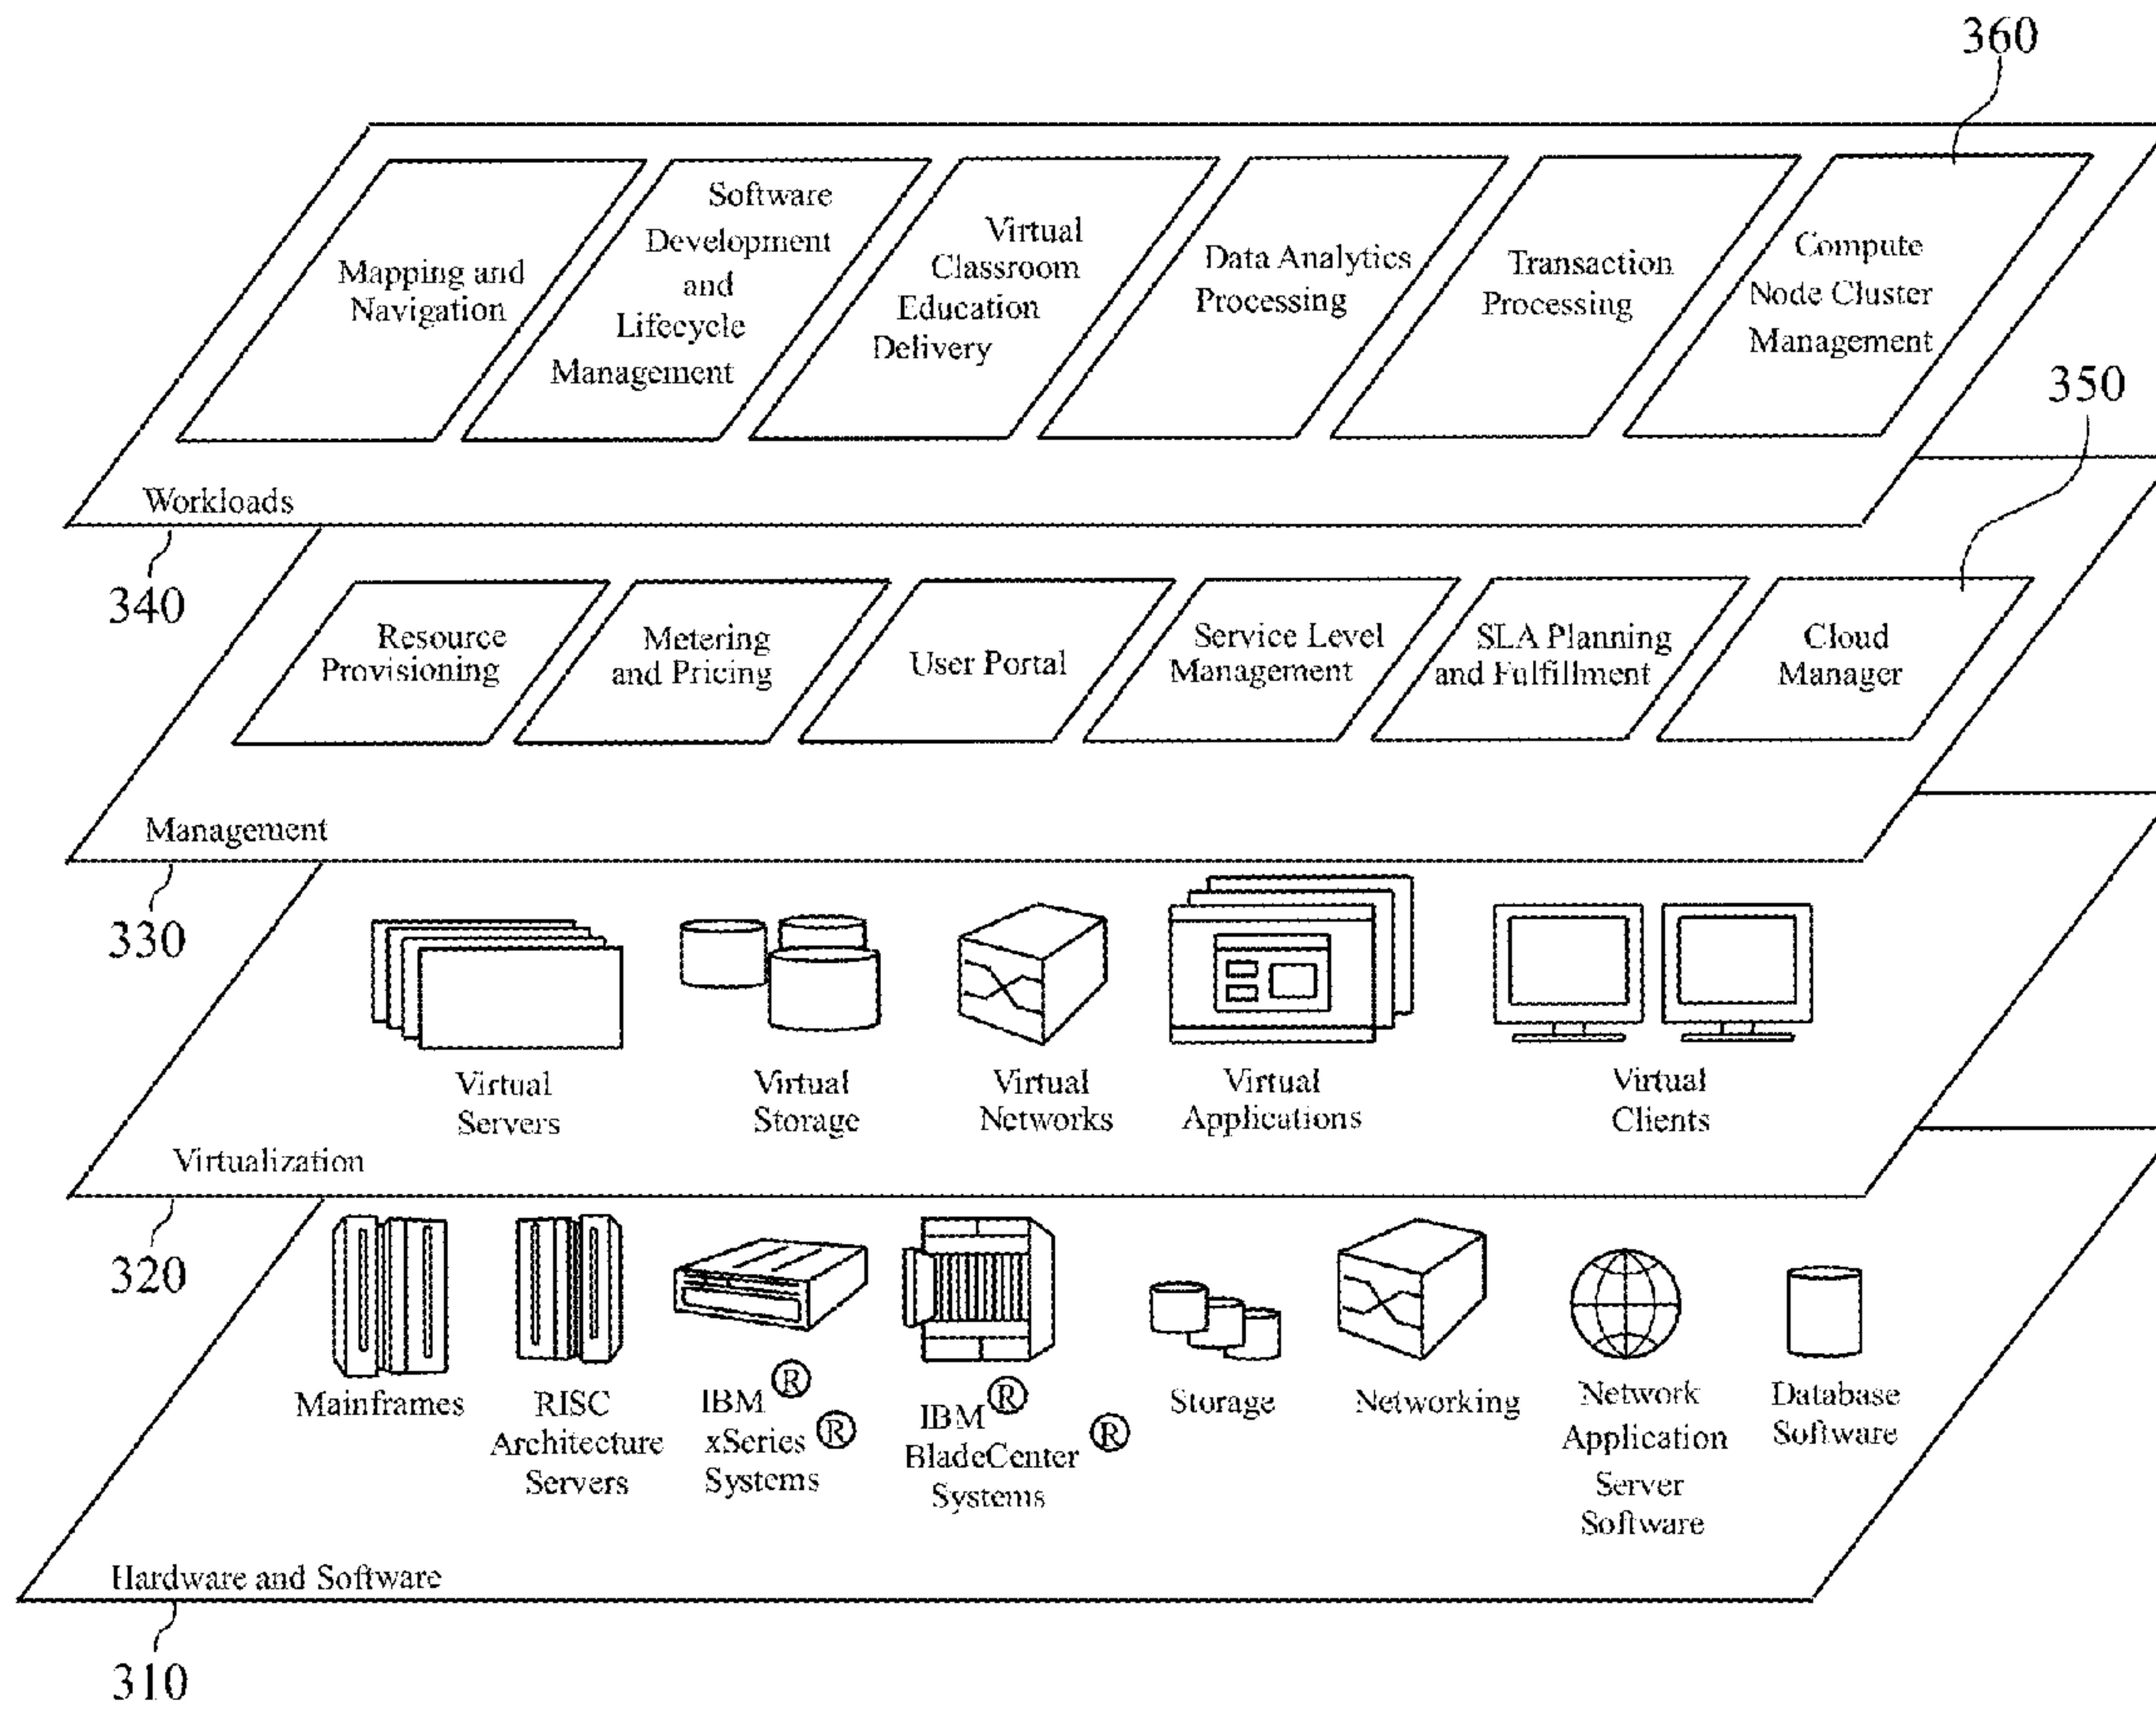 360
Mapping and
Navigation
Software
Development
and
Lifecycle
Management
Virtual
Classroom
Education
Delivery
Data Analytics
Processing
Transaction
Processing
Compute
Node Cluster
Management
350
Workloads
340
Resource
Provisioning
Metering
and Pricing
User Portal
Service Level
Management
SLA Planning
and Fulfillment
Cloud
Manager
Management
330
Virtual
Servers
Virtual
Storage
Virtual
Networks
Virtual
Applications
Virtual
Clients
Virtualization
320
Mainframes
RISC
Architecture
Servers
IBM ®
xSeries ®
Systems
IBM ®
BladeCenter ®
Systems
Storage
Networking
Network
Application
Server
Software
Database
Software
Hardware and Software
310